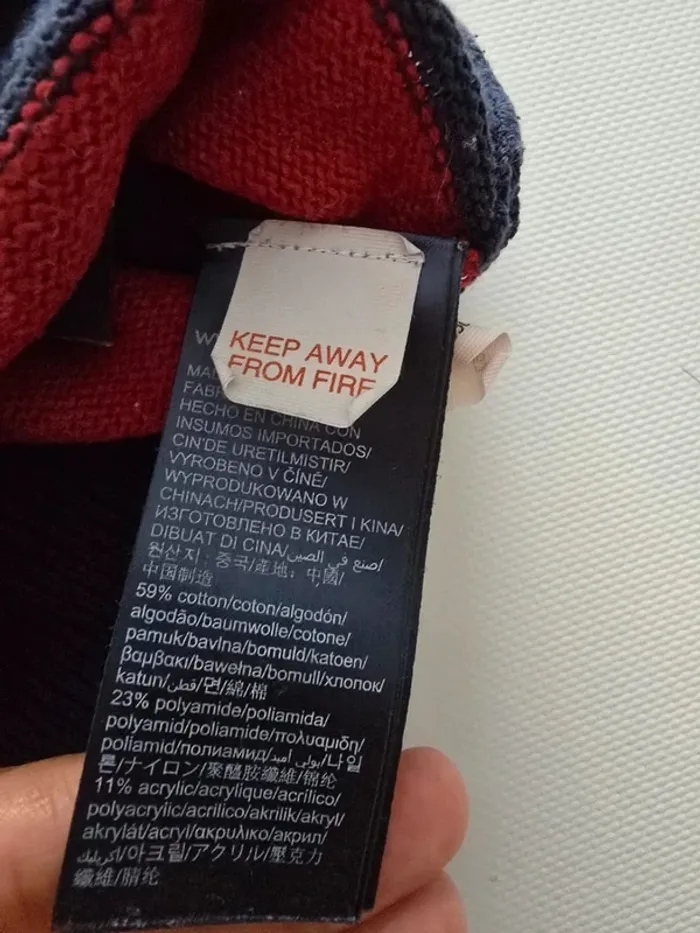 KEEP AWAY
FROM FIRE
HECHO EN CHINA CON
INSUMOS IMPORTADOS/
CIN'DE URETILMISTIR/
VYROBENO V ČÍNĚ/
WYPRODUKOWANO W
CHINACH/PRODUSERT I KINA/
ИЗГОТОВЛЕНО В КИТАЕ/
DIBUAT DI CINA/صنع في الصين/
원산지 : 중국/産地：中國/
中国制造
59% cotton/coton/algodón/
algodão/baumwolle/cotone/
pamuk/bavlna/bomuld/katoen/
βαμβακι/bawełna/bomull/хлопок/
katun/قطن/면/綿/棉
23% polyamide/poliamida/
polyamid/poliammide/πολυαμιδη/
poliamid/полиамид/بولي أميد/나일
론/ナイロン/聚醯胺纖維/锦纶
11% acrylic/acrylique/acrílico/
polyacrylic/acrilico/akrilik/akryl/
akrylát/acryl/ακρυλικο/акрил/
اكريليك/아크릴/アクリル/壓克力
纖維/腈纶